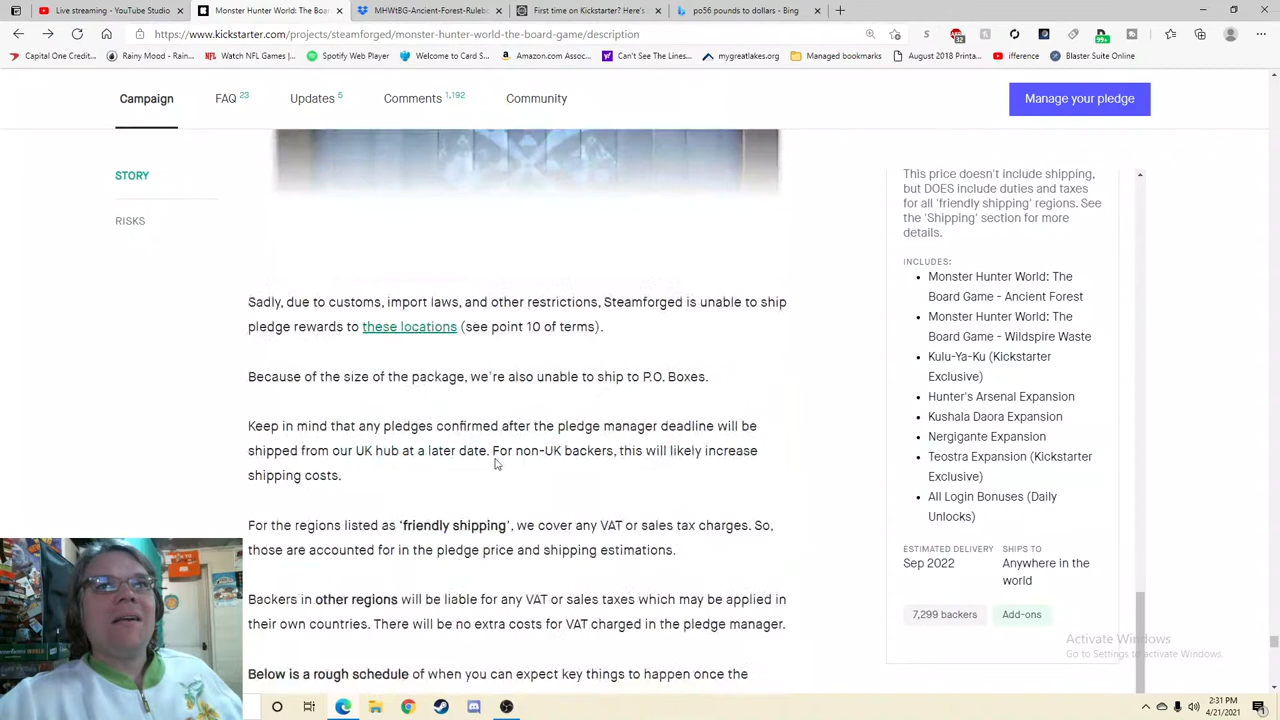 Live streaming - YouTube Studio
Monster Hunter World: The Boa
MHWtBG-Ancient-Forest-Ruleb
First time on Kickstarter? Here's
po56 pounds to dollars - Bing
https://www.kickstarter.com/projects/steamforged/monster-hunter-world-the-board-game/description
Capital One Credit...
Rainy Mood - Rain...
NFL Watch NFL Games |...
Spotify Web Player
Welcome to Card S...
Amazon.com Assoc...
Can't See The Lines...
mygreatlakes.org
Managed bookmarks
August 2018 Printa...
ifference
Blaster Suite Online
Campaign
FAQ 23
Updates 5
Comments 1,192
Community
Manage your pledge
STORY
RISKS
Sadly, due to customs, import laws, and other restrictions, Steamforged is unable to ship
pledge rewards to these locations (see point 10 of terms).
Because of the size of the package, we're also unable to ship to P.O. Boxes.
Keep in mind that any pledges confirmed after the pledge manager deadline will be
shipped from our UK hub at a later date. For non-UK backers, this will likely increase
shipping costs.
For the regions listed as 'friendly shipping', we cover any VAT or sales tax charges. So,
those are accounted for in the pledge price and shipping estimations.
Backers in other regions will be liable for any VAT or sales taxes which may be applied in
their own countries. There will be no extra costs for VAT charged in the pledge manager.
Below is a rough schedule of when you can expect key things to happen once the
This price doesn't include shipping,
but DOES include duties and taxes
for all 'friendly shipping' regions. See
the 'Shipping' section for more
details.
INCLUDES:
Monster Hunter World: The
Board Game - Ancient Forest
Monster Hunter World: The
Board Game - Wildspire Waste
Kulu-Ya-Ku (Kickstarter
Exclusive)
Hunter's Arsenal Expansion
Kushala Daora Expansion
Nergigante Expansion
Teostra Expansion (Kickstarter
Exclusive)
All Login Bonuses (Daily
Unlocks)
ESTIMATED DELIVERY
Sep 2022
SHIPS TO
Anywhere in the
world
7,299 backers
Add-ons
Activate Windows
Go to Settings to activate Windows.
2:31 PM
4/21/2021